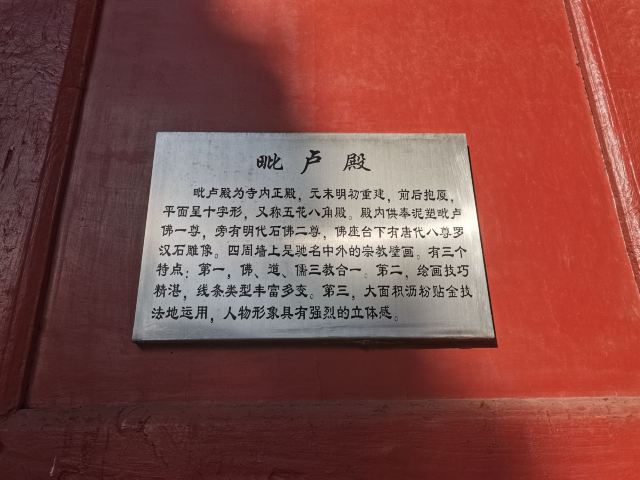 毗卢殿
毗卢殿为寺内正殿，元末明初重建，前后抱厦，
平面呈十字形，又称五花八角殿。殿内供奉泥塑毗卢
佛一尊，旁有明代石佛二尊，佛座台下有唐代八尊罗
汉石雕像。四周墙上是驰名中外的宗教壁画。有三个
特点：第一，佛、道、儒三教合一。第二，绘画技巧
精湛，线条类型丰富多变。第三，大面积沥粉贴金技
法地运用，人物形象具有强烈的立体感。